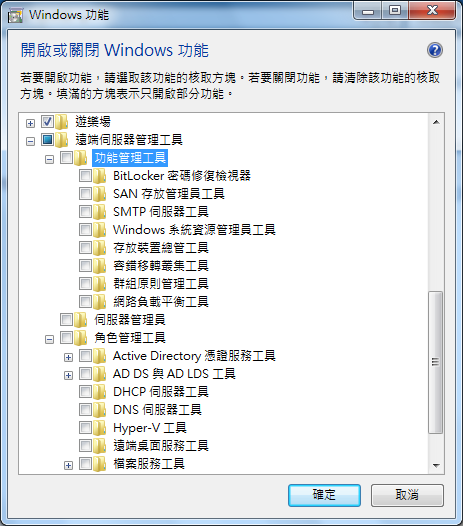 Windows 功能
開啟或關閉 Windows 功能
若要開啟功能，請選取該功能的核取方塊。若要關閉功能，請清除該功能的核取
方塊。填滿的方塊表示只開啟部分功能。
遊樂場
遠端伺服器管理工具
功能管理工具
BitLocker 密碼修復檢視器
SAN 存放管理員工具
SMTP 伺服器工具
Windows 系統資源管理員工具
存放裝置總管工具
容錯移轉叢集工具
群組原則管理工具
網路負載平衡工具
伺服器管理員
角色管理工具
Active Directory 憑證服務工具
AD DS 與 AD LDS 工具
DHCP 伺服器工具
DNS 伺服器工具
Hyper-V 工具
遠端桌面服務工具
檔案服務工具
確定
取消